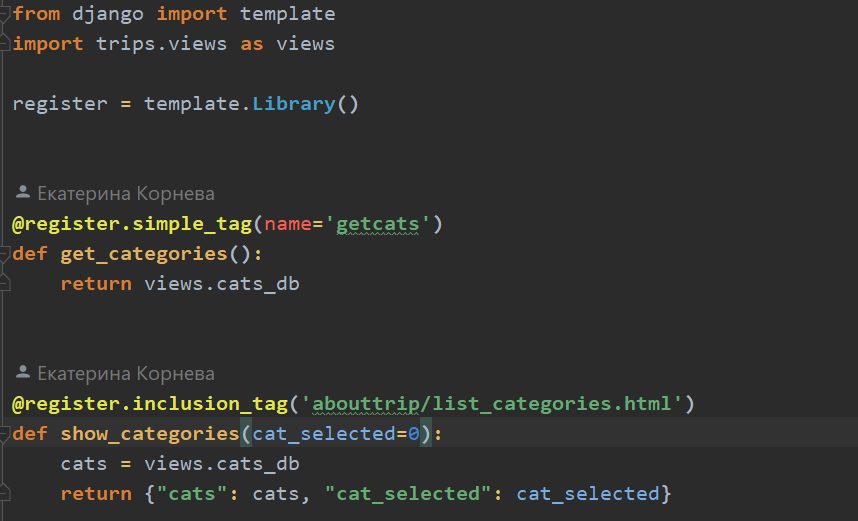 from django import template
import trips.views as views
register = template.Library()
Екатерина Корнева
@register.simple_tag(name='getcats')
def get_categories():
    return views.cats_db
Екатерина Корнева
@register.inclusion_tag('abouttrip/list_categories.html')
def show_categories(cat_selected=0):
    cats = views.cats_db
    return {"cats": cats, "cat_selected": cat_selected}